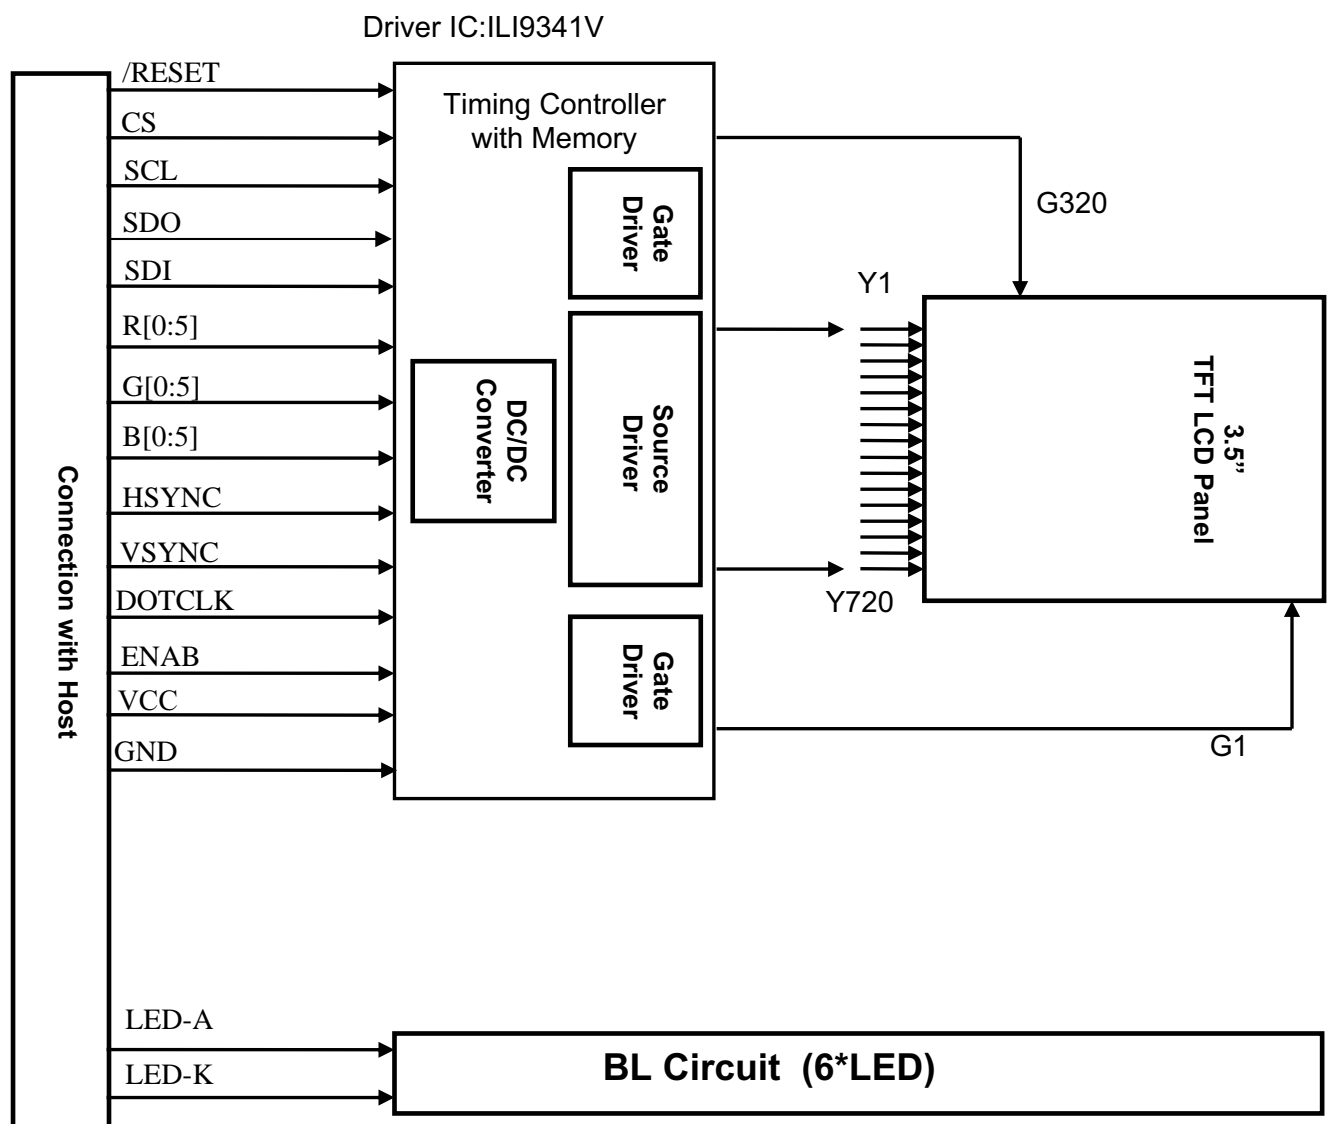 Driver IC:ILI9341V
/RESET
CS
SCL
SDO
SDI
R[0:5]
G[0:5]
B[0:5]
HSYNC
VSYNC
DOTCLK
ENAB
VCC
GND
Connection with Host
Timing Controller
with Memory
Gate
Driver
DC/DC
Converter
Source
Driver
Gate
Driver
G320
Y1
Y720
3.5”
TFT LCD Panel
G1
LED-A
LED-K
BL Circuit (6*LED)